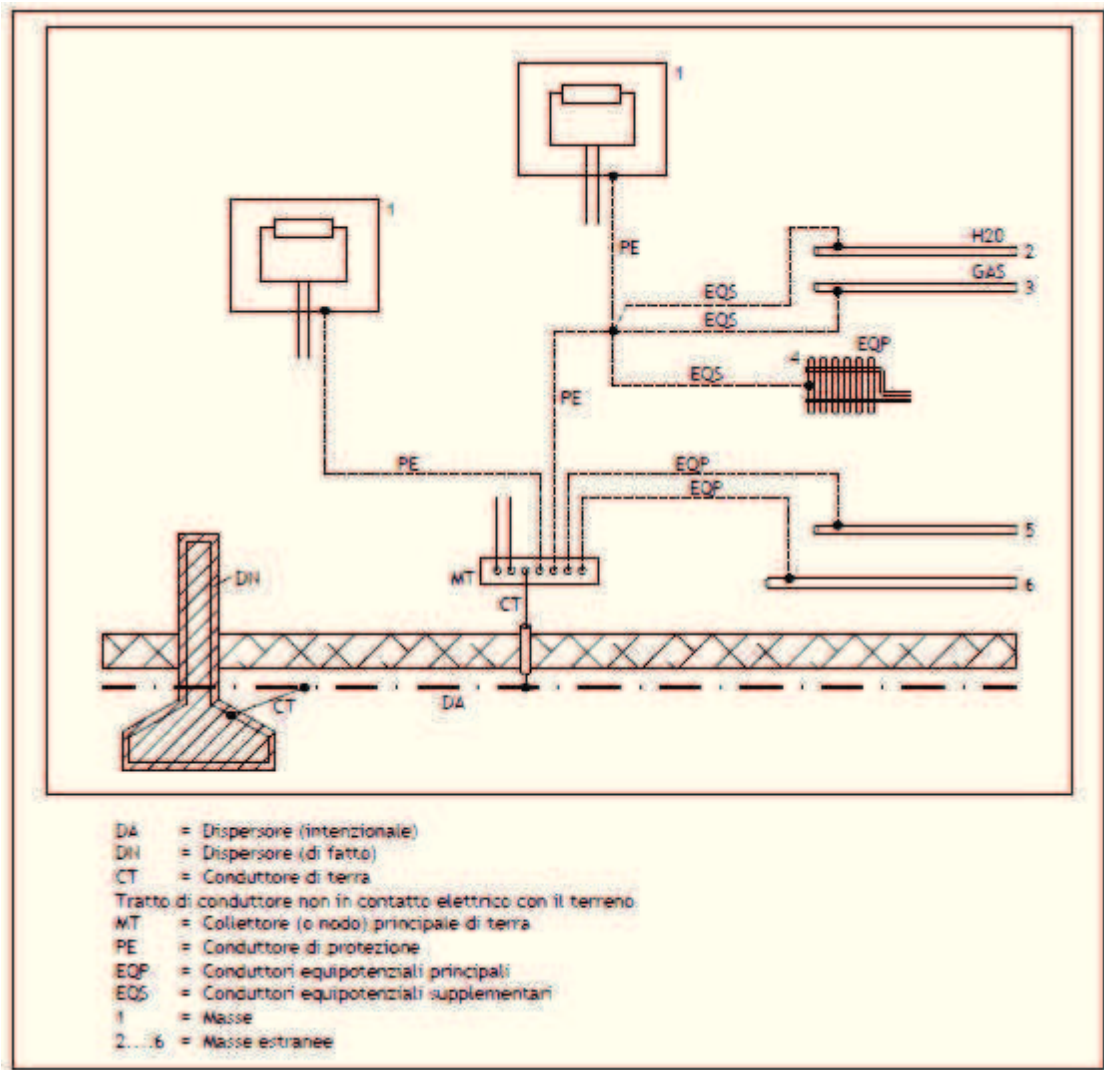 1
1
PE
H20
2
GAS
3
EQS
EQS
EQP
4
EQS
PE
PE
EQP
EQP
5
DN
MT
6
CT
CT
DA
DA = Dispersore (intenzionale)
DN = Dispersore (di fatto)
CT = Conduttore di terra
Tratto di conduttore non in contatto elettrico con il terreno
MT = Collettore (o nodo) principale di terra
PE = Conduttore di protezione
EQP = Conduttori equipotenziali principali
EQS = Conduttori equipotenziali supplementari
1 = Masse
2....6 = Masse estranee